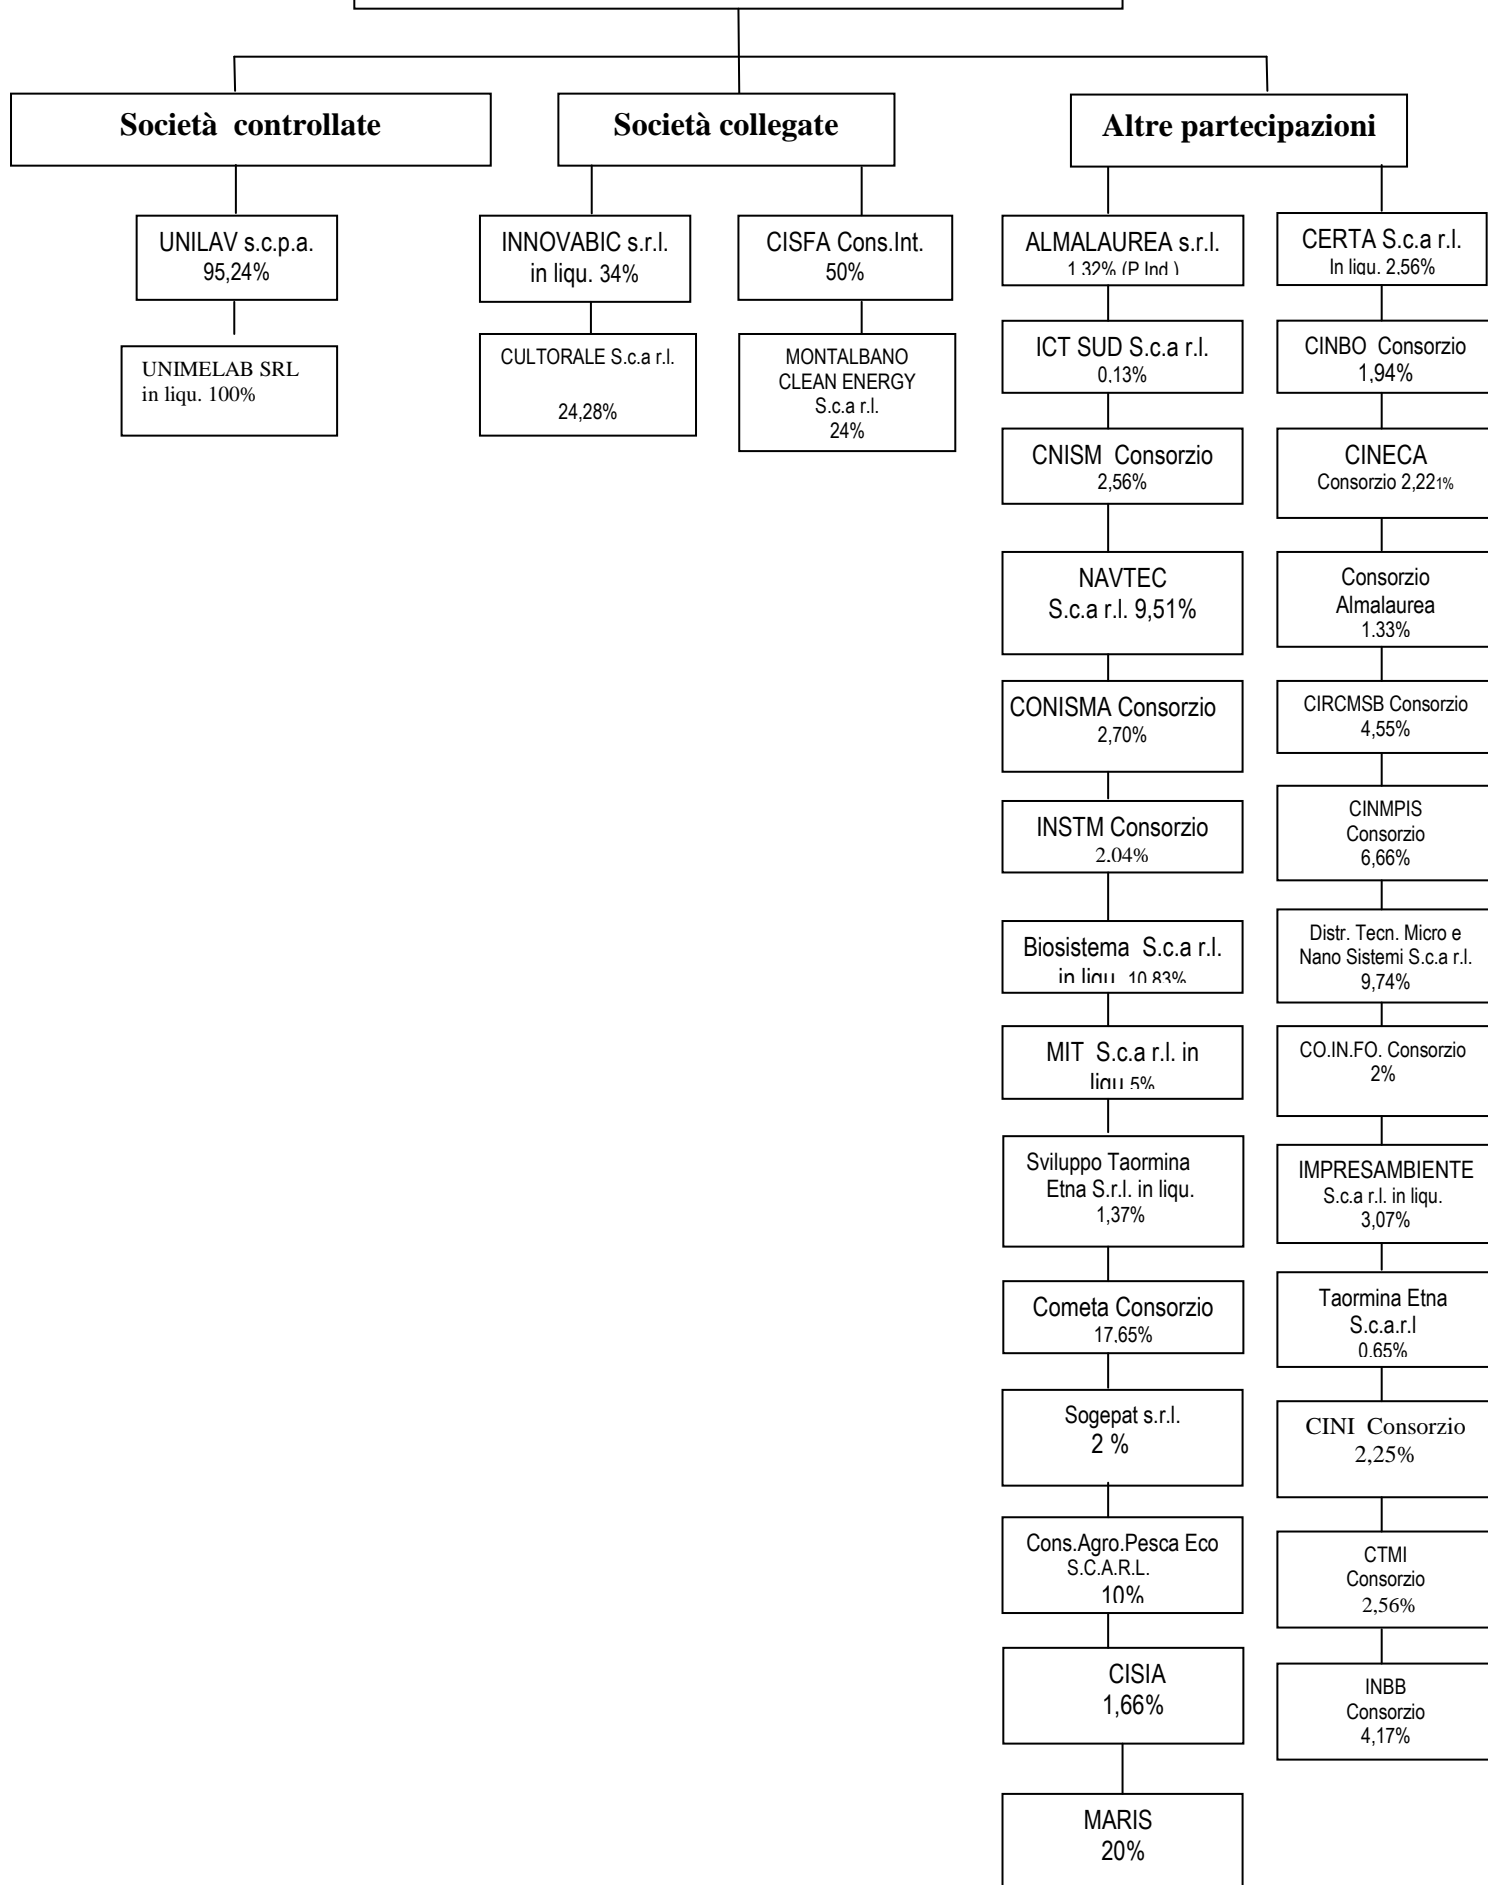 Società controllate
Società collegate
Altre partecipazioni
UNILAV s.c.p.a.
95,24%
UNIMELAB SRL
in liqu. 100%
INNOVABIC s.r.l.
in liqu. 34%
CULTORALE S.c.a r.l.
24,28%
CISFA Cons.Int.
50%
MONTALBANO
CLEAN ENERGY
S.c.a r.l.
24%
ALMALAUREA s.r.l.
1.32% (P.Ind.)
ICT SUD S.c.a r.l.
0,13%
CNISM Consorzio
2,56%
NAVTEC
S.c.a r.l. 9,51%
CONISMA Consorzio
2,70%
INSTM Consorzio
2.04%
Biosistema S.c.a r.l.
in liqu. 10.83%
MIT S.c.a r.l. in
liqu.5%
Sviluppo Taormina
Etna S.r.l. in liqu.
1,37%
Cometa Consorzio
17,65%
Sogepat s.r.l.
2 %
Cons.Agro.Pesca Eco
S.C.A.R.L.
10%
CISIA
1,66%
MARIS
20%
CERTA S.c.a r.l.
In liqu. 2,56%
CINBO Consorzio
1,94%
CINECA
Consorzio 2,221%
Consorzio
Almalaurea
1.33%
CIRCMSB Consorzio
4,55%
CINMPIS
Consorzio
6,66%
Distr. Tecn. Micro e
Nano Sistemi S.c.a r.l.
9,74%
CO.IN.FO. Consorzio
2%
IMPRESAMBIENTE
S.c.a r.l. in liqu.
3,07%
Taormina Etna
S.c.a.r.l
0.65%
CINI Consorzio
2,25%
CTMI
Consorzio
2,56%
INBB
Consorzio
4,17%